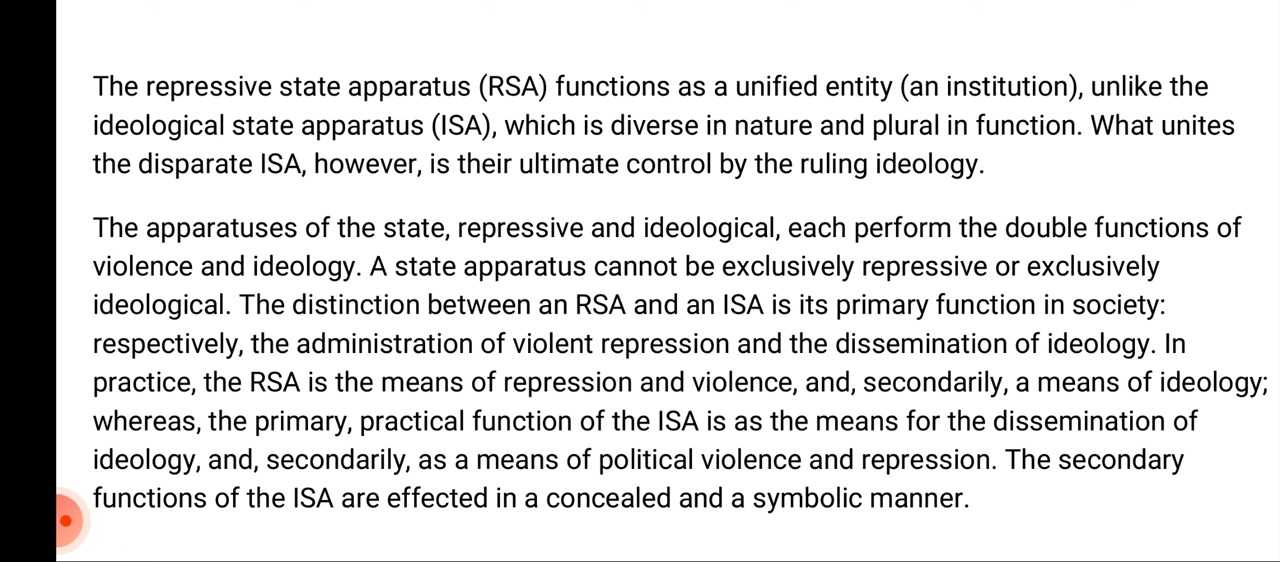 The repressive state apparatus (RSA) functions as a unified entity (an institution), unlike the
ideological state apparatus (ISA), which is diverse in nature and plural in function. What unites
the disparate ISA, however, is their ultimate control by the ruling ideology.
The apparatuses of the state, repressive and ideological, each perform the double functions of
violence and ideology. A state apparatus cannot be exclusively repressive or exclusively
ideological. The distinction between an RSA and an ISA is its primary function in society:
respectively, the administration of violent repression and the dissemination of ideology. In
practice, the RSA is the means of repression and violence, and, secondarily, a means of ideology;
whereas, the primary, practical function of the ISA is as the means for the dissemination of
ideology, and, secondarily, as a means of political violence and repression. The secondary
functions of the ISA are effected in a concealed and a symbolic manner.